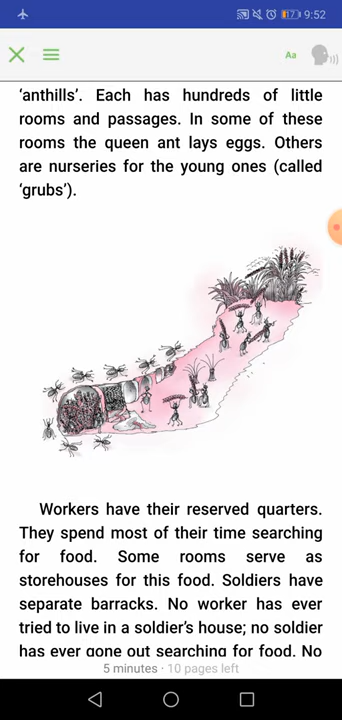 17 9:52
Aa
‘anthills’. Each has hundreds of little
rooms and passages. In some of these
rooms the queen ant lays eggs. Others
are nurseries for the young ones (called
‘grubs’).
Workers have their reserved quarters.
They spend most of their time searching
for food. Some rooms serve as
storehouses for this food. Soldiers have
separate barracks. No worker has ever
tried to live in a soldier’s house; no soldier
has ever gone out searching for food. No
5 minutes · 10 pages left